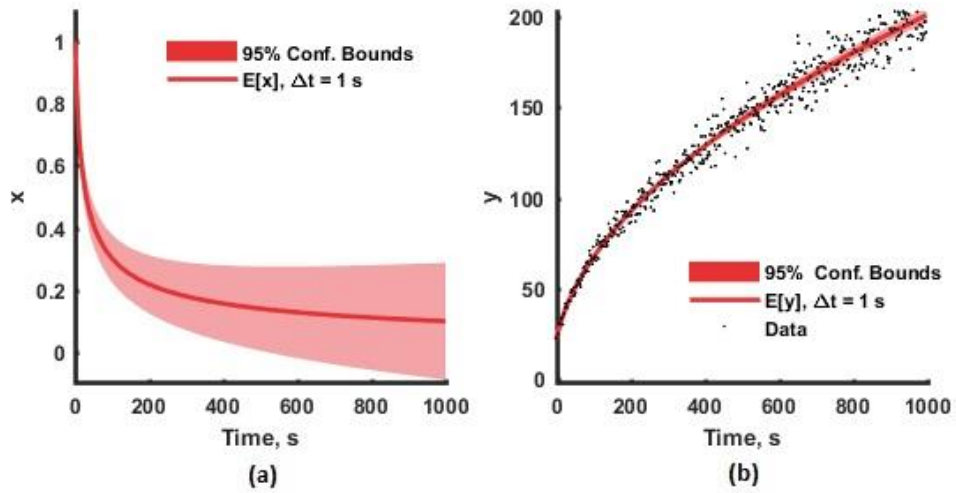 95% Conf. Bounds
E[x], Δt = 1 s
1
0.8
0.6
0.4
0.2
0
x
0 200 400 600 800 1000
Time, s
(a)
200
150
100
50
0
y
95% Conf. Bounds
E[y], Δt = 1 s
Data
0 200 400 600 800 1000
Time, s
(b)